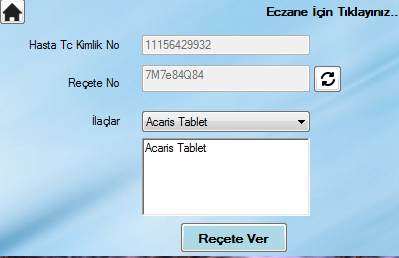 Eczane İçin Tıklayınız..
Hasta Tc Kimlik No 11156429932
Reçete No 7M7e84Q84
İlaçlar Acaris Tablet
Acaris Tablet
Reçete Ver